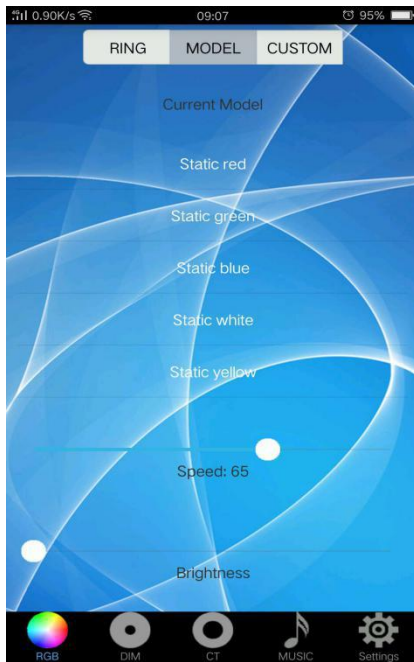 4G 0.90K/s 09:07 95%
RING MODEL CUSTOM
Current Model
Static red
Static green
Static blue
Static white
Static yellow
Speed: 65
Brightness
RGB DIM CT MUSIC Settings